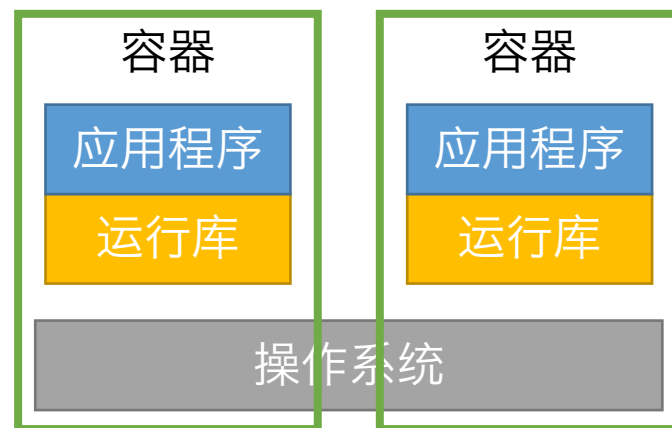 容器
容器
应用程序
应用程序
运行库
运行库
操作系统